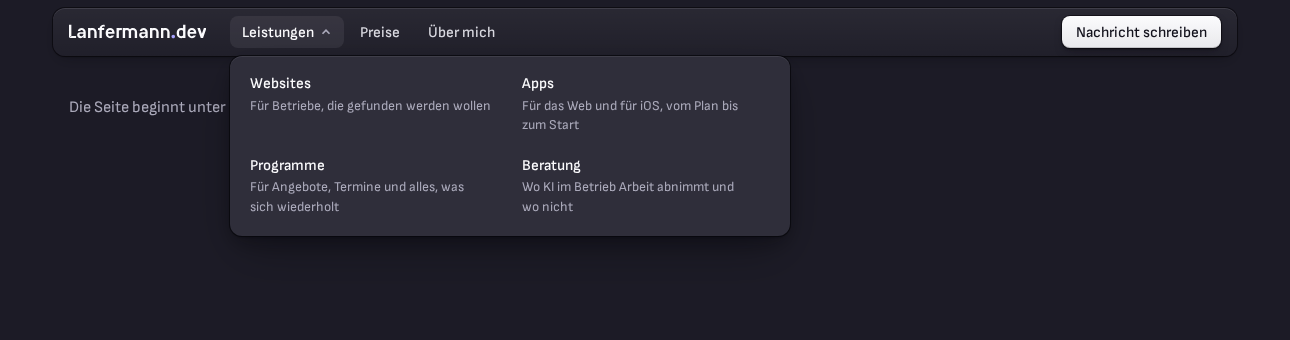 Lanfermann.dev Leistungen Preise Über mich Nachricht schreiben
Die Seite beginnt unter
Websites
Für Betriebe, die gefunden werden wollen
Apps
Für das Web und für iOS, vom Plan bis
zum Start
Programme
Für Angebote, Termine und alles, was
sich wiederholt
Beratung
Wo KI im Betrieb Arbeit abnimmt und
wo nicht